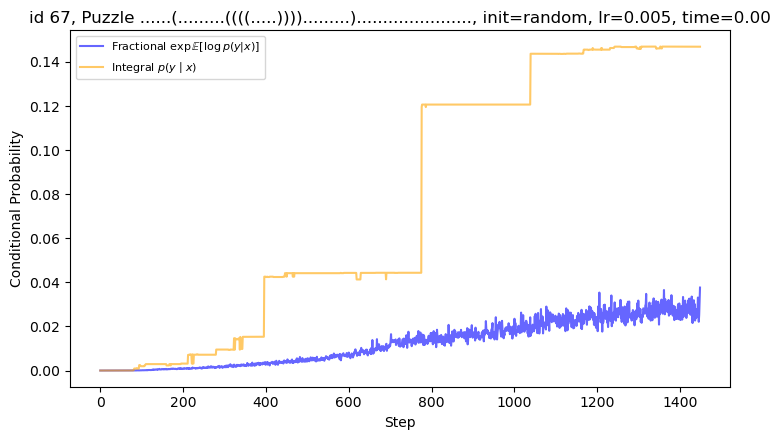 id 67, Puzzle ......(.........((((.....)))).........)......................, init=random, lr=0.005, time=0.00
Fractional exp𝔼[log p(y|x)]
Integral p(y | x)
Conditional Probability
0.14
0.12
0.10
0.08
0.06
0.04
0.02
0.00
0 200 400 600 800 1000 1200 1400
Step